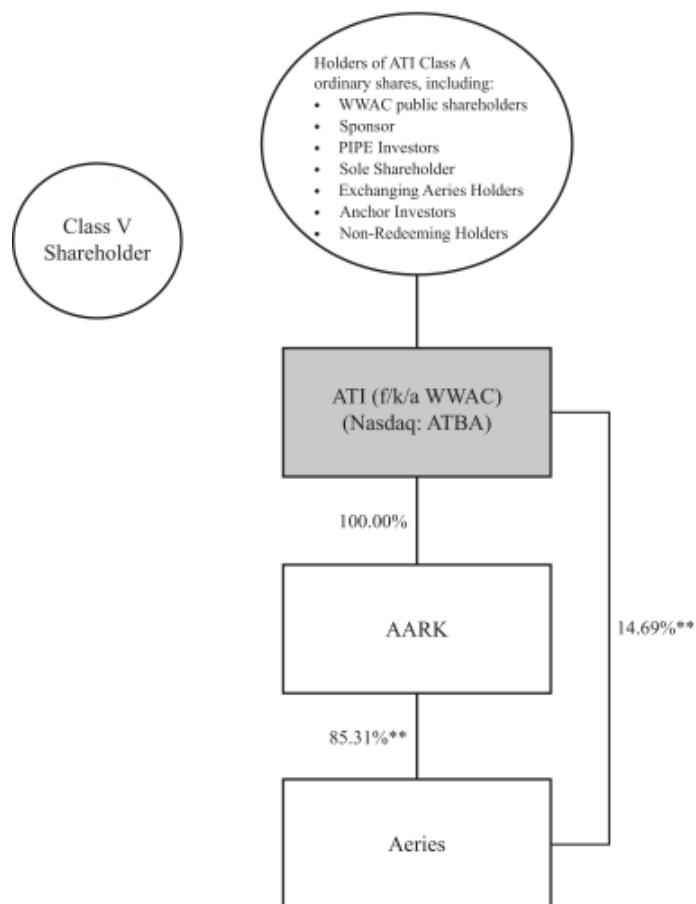 Holders of ATI Class A
ordinary shares, including:
• WWAC public shareholders
• Sponsor
• PIPE Investors
• Sole Shareholder
• Exchanging Aeries Holders
• Anchor Investors
• Non-Redeeming Holders
Class V
Shareholder
ATI (f/k/a WWAC)
(Nasdaq: ATBA)
100.00%
AARK
14.69%**
85.31%**
Aeries